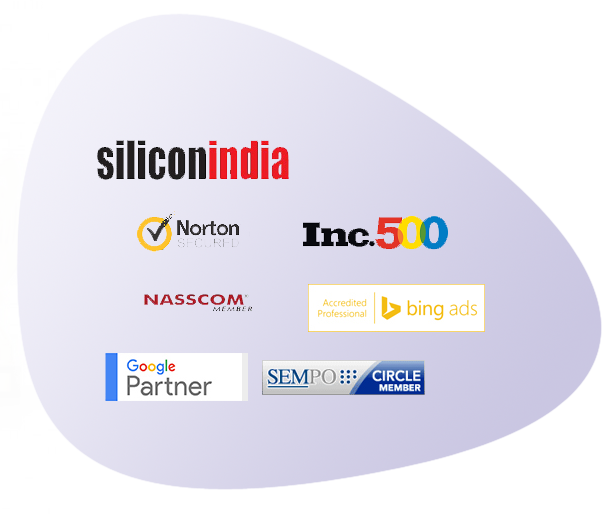 siliconindia
Norton
SECURED
Inc.500
NASSCOM®
MEMBER
Accredited
Professional
bing ads
Google
Partner
SEMPO
CIRCLE
MEMBER